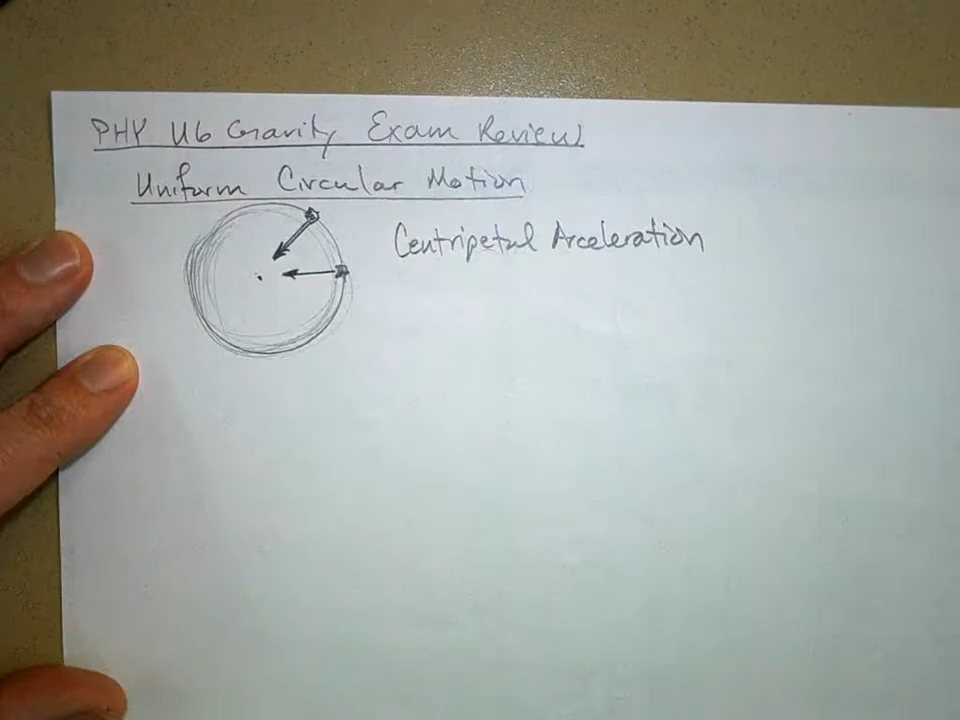 PHY U6 Gravity Exam Review
Uniform Circular Motion
Centripetal Acceleration